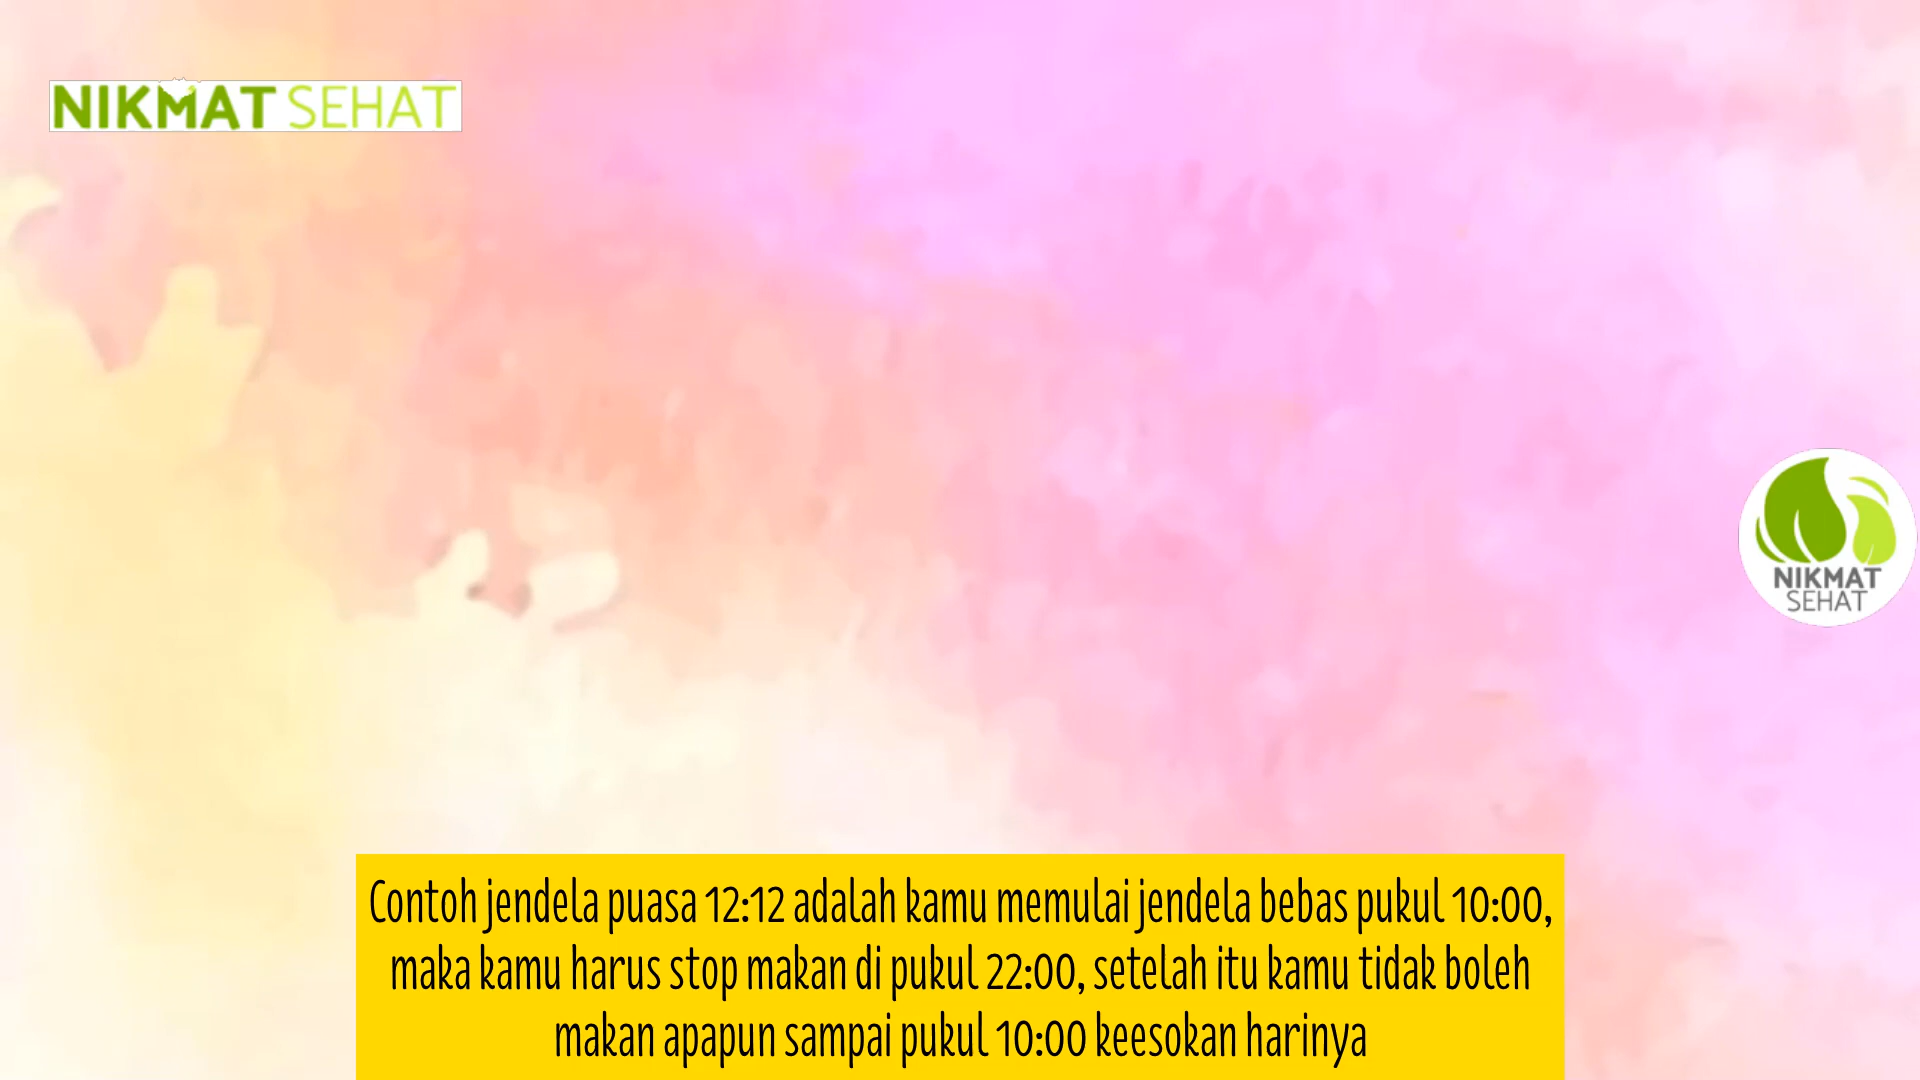 NIKMAT SEHAT
NIKMAT
SEHAT
Contoh jendela puasa 12:12 adalah kamu memulai jendela bebas pukul 10:00,
maka kamu harus stop makan di pukul 22:00, setelah itu kamu tidak boleh
makan apapun sampai pukul 10:00 keesokan harinya